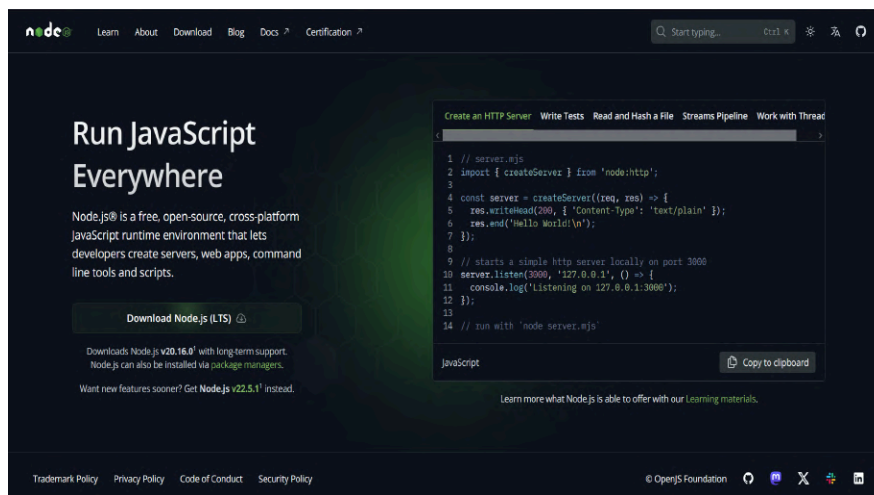 node
Learn About Download Blog Docs ↗ Certification ↗
Start typing... Ctrl K
Run JavaScript
Everywhere
Node.js® is a free, open-source, cross-platform
JavaScript runtime environment that lets
developers create servers, web apps, command
line tools and scripts.
Download Node.js (LTS)
Downloads Node.js v20.16.0¹ with long-term support.
Node.js can also be installed via package managers.
Want new features sooner? Get Node.js v22.5.1¹ instead.
Create an HTTP Server Write Tests Read and Hash a File Streams Pipeline Work with Thread
1 // server.mjs
2 import { createServer } from 'node:http';
3
4 const server = createServer((req, res) => {
5   res.writeHead(200, { 'Content-Type': 'text/plain' });
6   res.end('Hello World!\n');
7 });
8
9 // starts a simple http server locally on port 3000
10 server.listen(3000, '127.0.0.1', () => {
11   console.log('Listening on 127.0.0.1:3000');
12 });
13
14 // run with `node server.mjs`
JavaScript Copy to clipboard
Learn more what Node.js is able to offer with our Learning materials.
Trademark Policy Privacy Policy Code of Conduct Security Policy © OpenJS Foundation